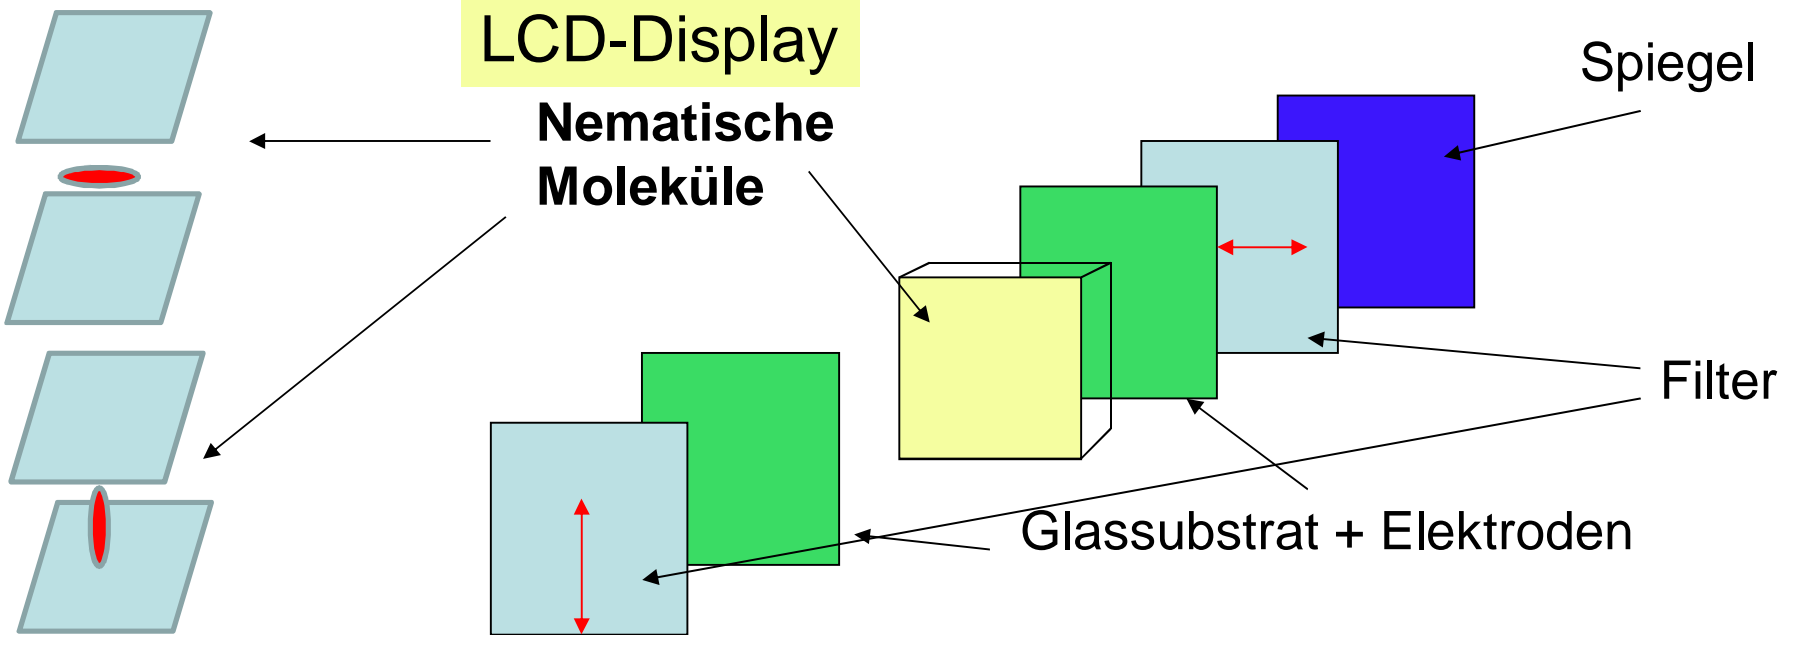 LCD-Display
Nematische
Moleküle
Spiegel
Filter
Glassubstrat + Elektroden